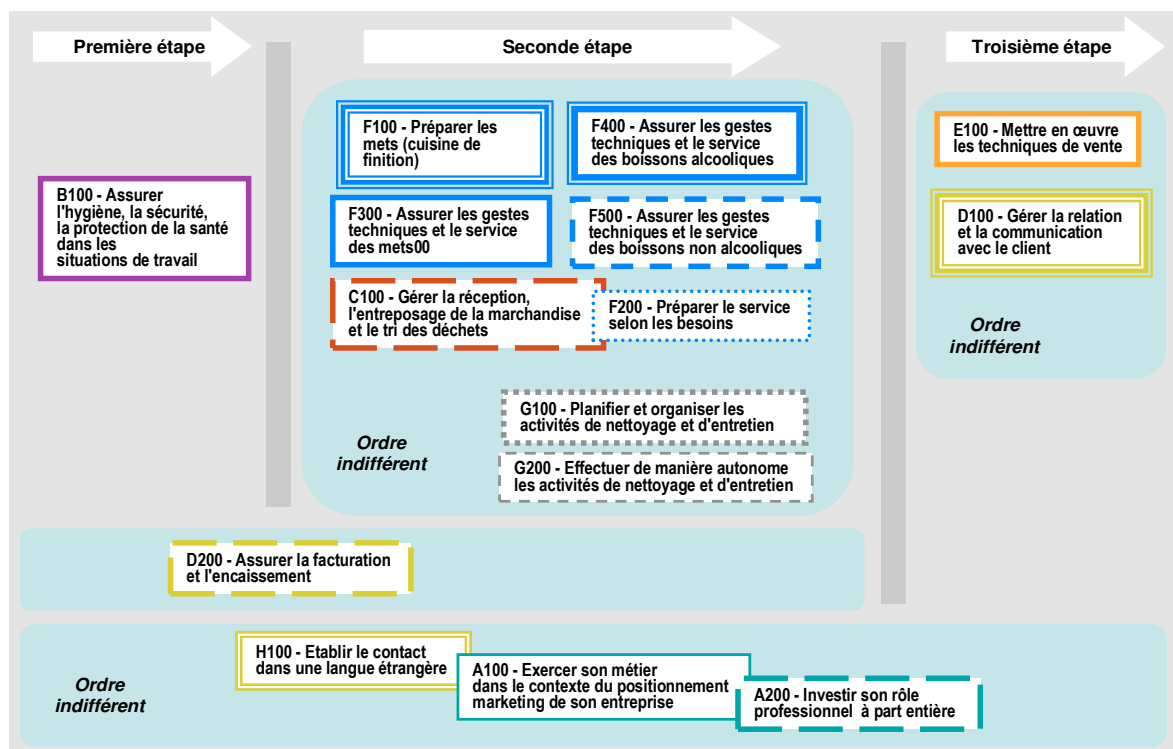 Première étape
Seconde étape
Troisième étape
B100 - Assurer
l'hygiène, la sécurité,
la protection de la santé
dans les
situations de travail
F100 - Préparer les
mets (cuisine de
finition)
F400 - Assurer les gestes
techniques et le service
des boissons alcooliques
F300 - Assurer les gestes
techniques et le service
des mets00
F500 - Assurer les gestes
techniques et le service
des boissons non alcooliques
C100 - Gérer la réception,
l'entreposage de la marchandise
et le tri des déchets
F200 - Préparer le service
selon les besoins
G100 - Planifier et organiser les
activités de nettoyage et d'entretien
Ordre
indifférent
G200 - Effectuer de manière autonome
les activités de nettoyage et d'entretien
E100 - Mettre en œuvre
les techniques de vente
D100 - Gérer la relation
et la communication
avec le client
Ordre
indifférent
D200 - Assurer la facturation
et l'encaissement
Ordre
indifférent
H100 - Etablir le contact
dans une langue étrangère
A100 - Exercer son métier
dans le contexte du positionnement
marketing de son entreprise
A200 - Investir son rôle
professionnel à part entière